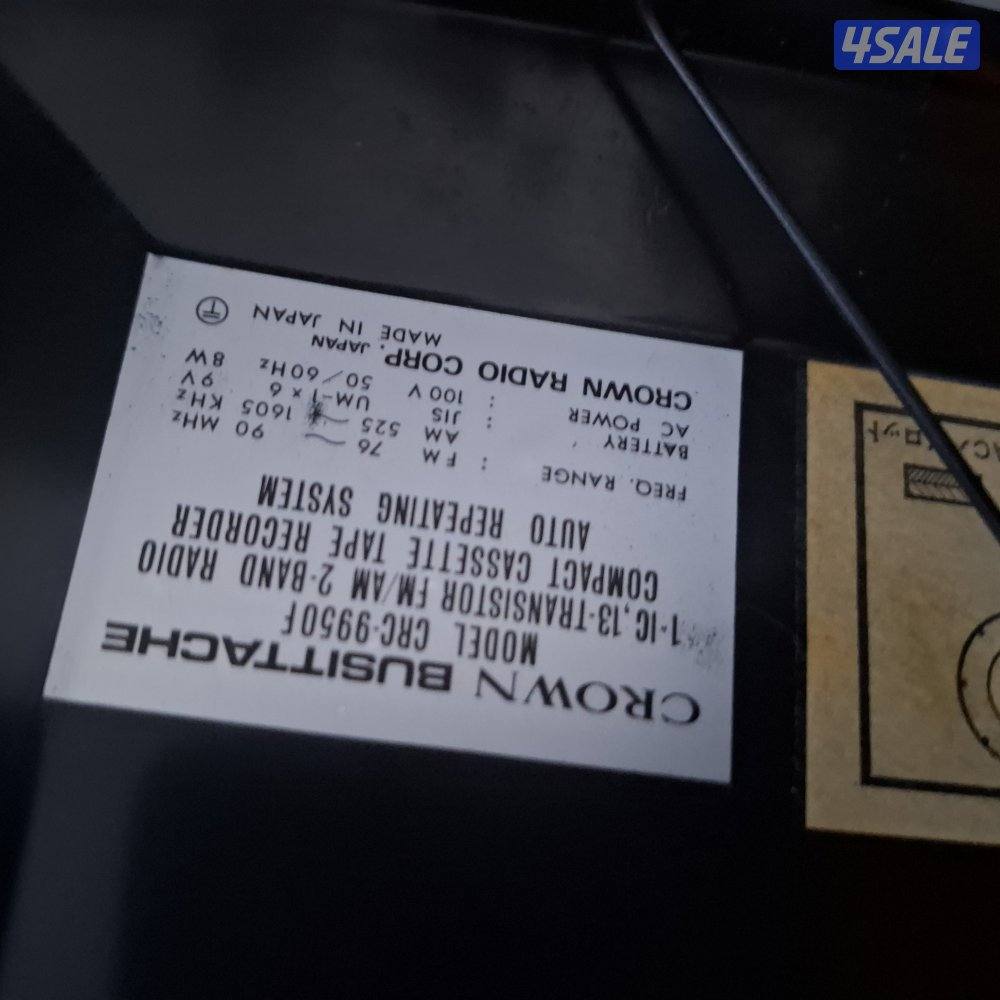 4SALE
CROWN BUSITTACHE
MODEL CRC-9950F
1-IC, 13-TRANSISTOR FM/AM 2-BAND RADIO
COMPACT CASSETTE TAPE RECORDER
AUTO REPEATING SYSTEM
FREQ. RANGE : FM 76 ~ 90 MHz
AM 525 ~ 1605 KHz
BATTERY : JIS UM-1 × 6 9V
AC POWER : 100 V 50/60Hz 8W
CROWN RADIO CORP. JAPAN
MADE IN JAPAN